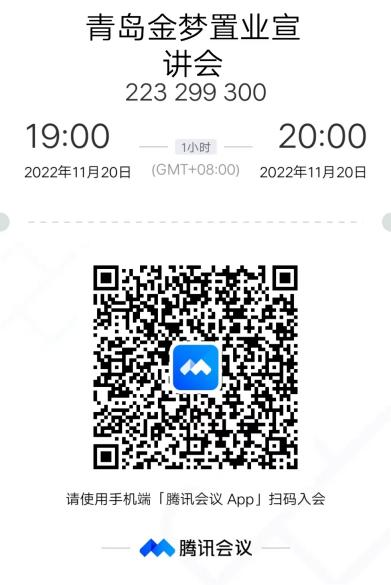 青岛金梦置业宣
讲会
223 299 300
19:00
1小时
20:00
2022年11月20日
(GMT+08:00)
2022年11月20日
请使用手机端「腾讯会议 App」扫码入会
腾讯会议